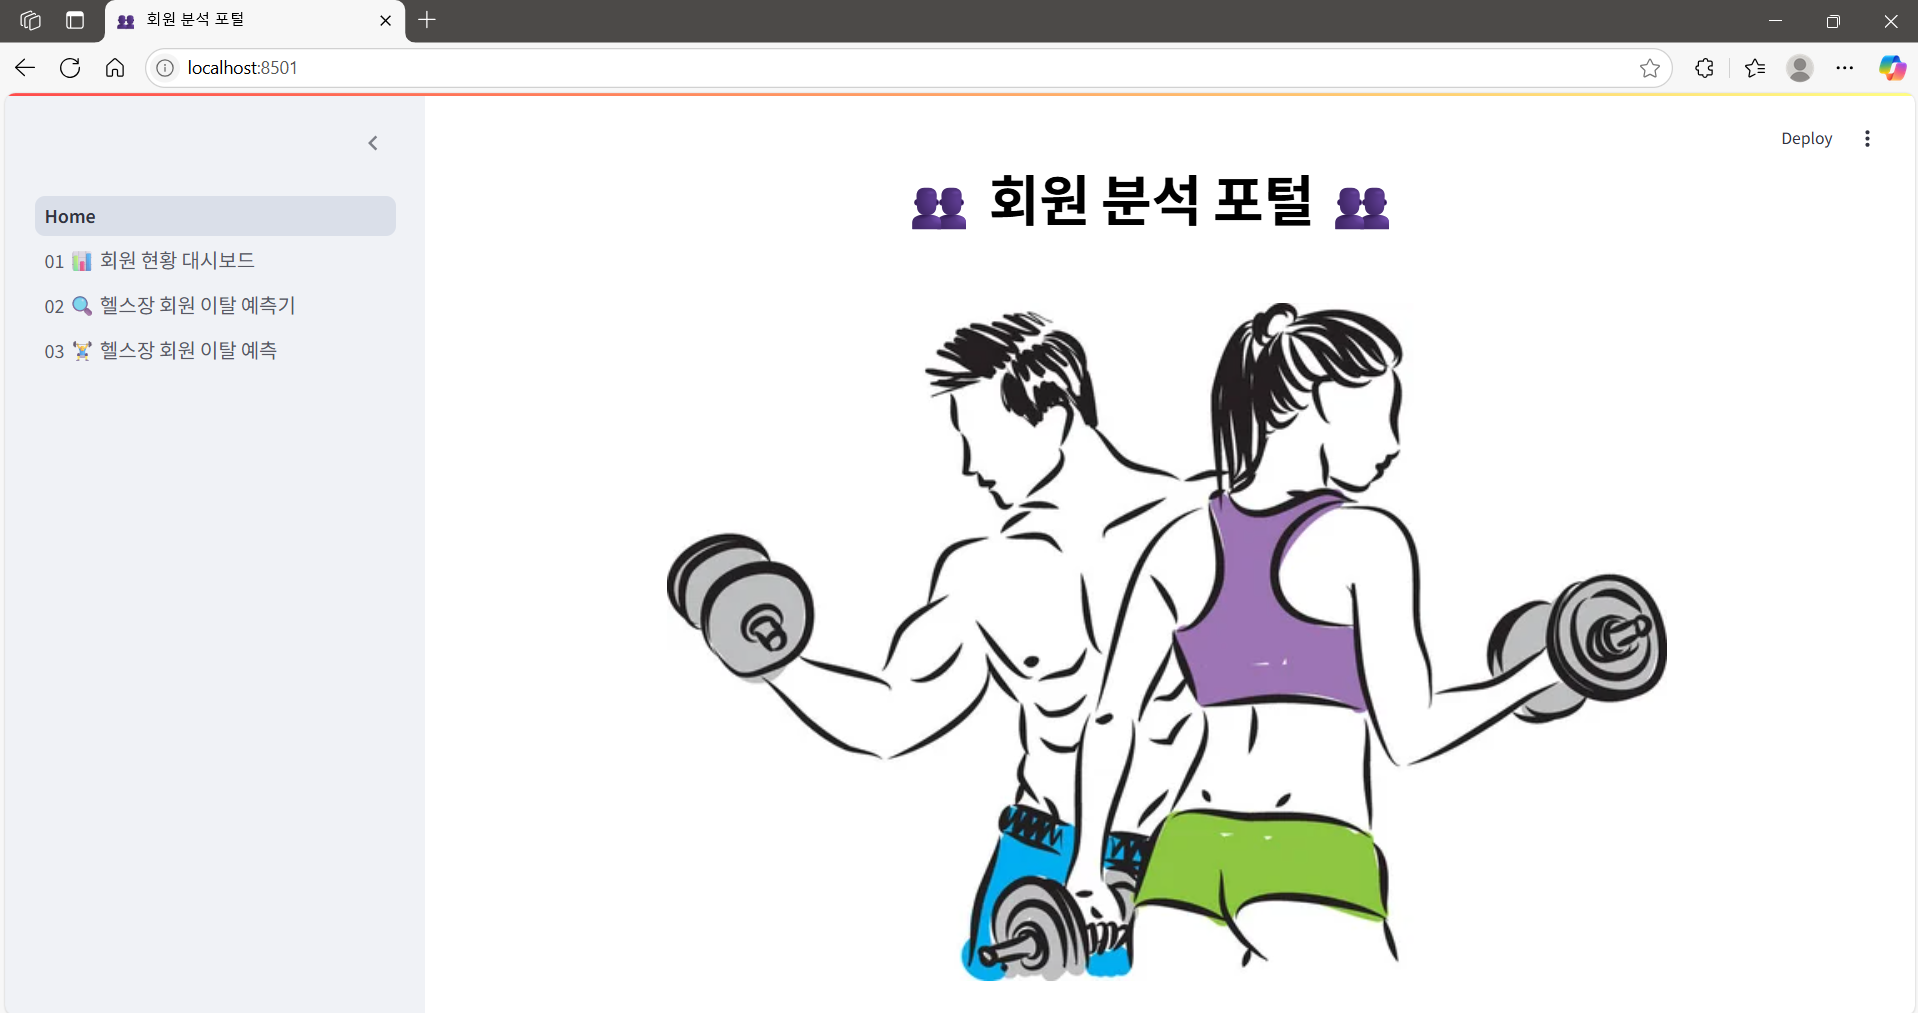 회원 분석 포털
localhost:8501
Deploy
👥 회원 분석 포털 👥
Home
01 📊 회원 현황 대시보드
02 🔍 헬스장 회원 이탈 예측기
03 🏋️ 헬스장 회원 이탈 예측